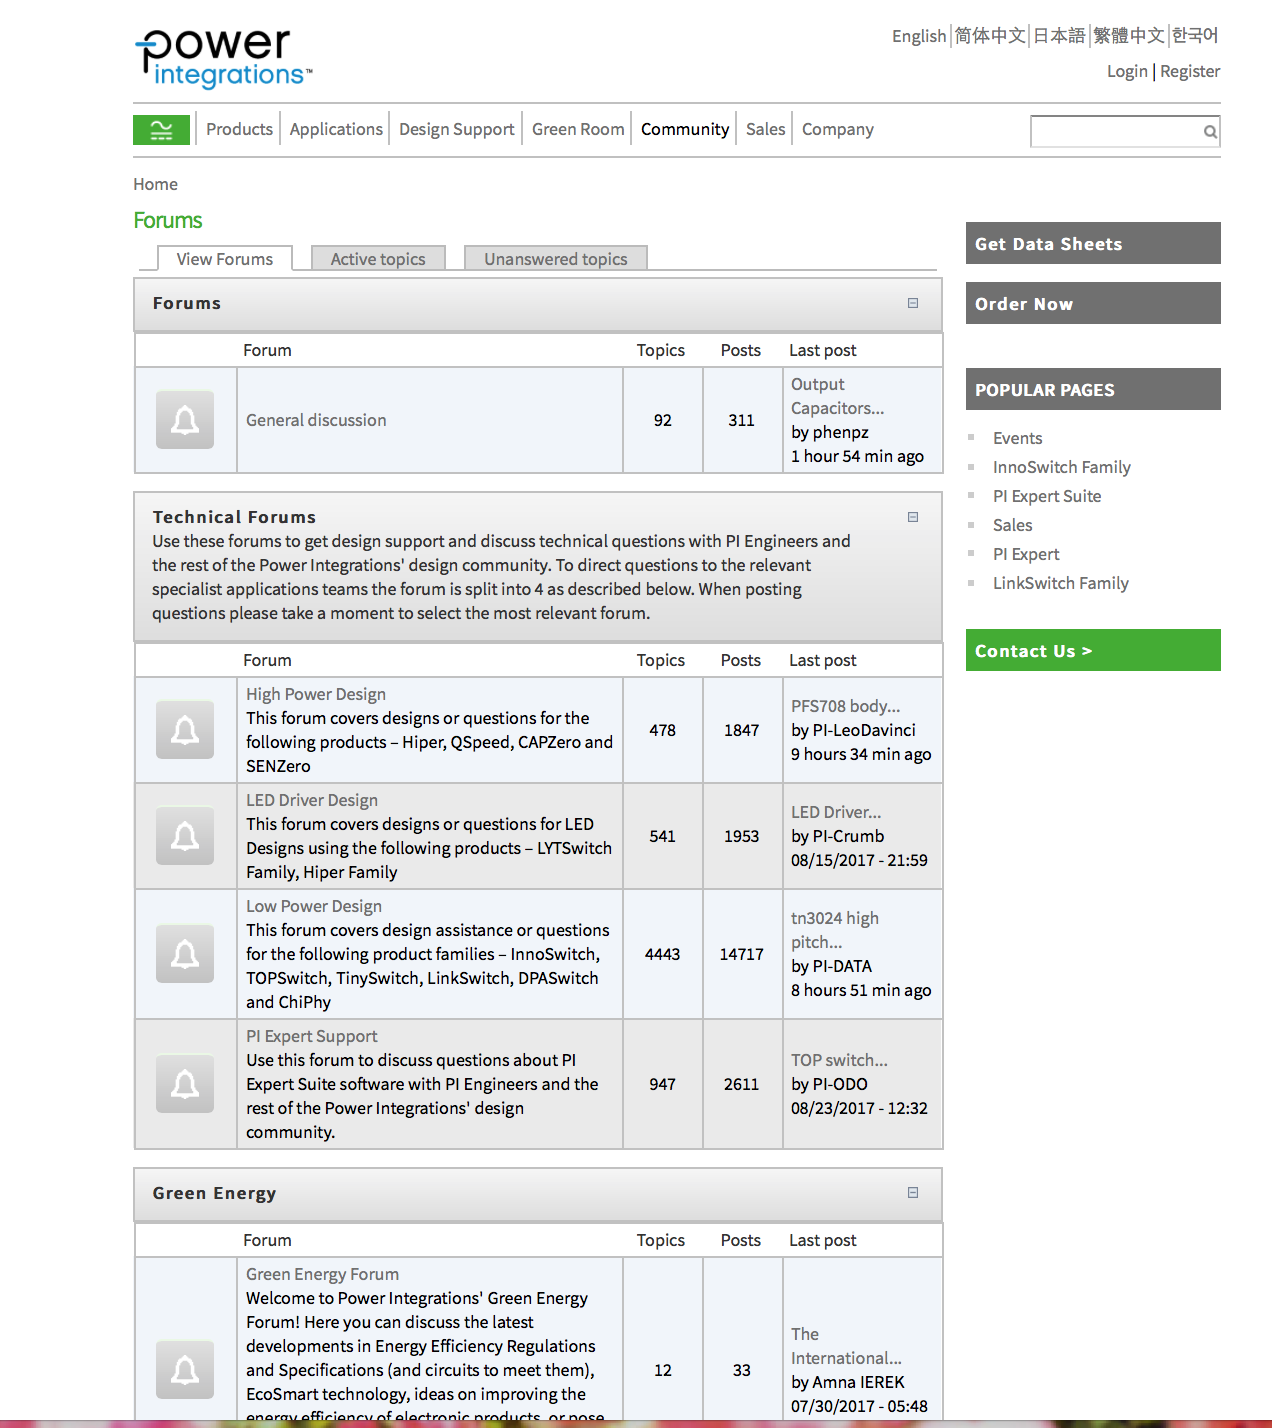 power
integrations™
English 简体中文 日本語 繁體中文 한국어
Login | Register
Products Applications Design Support Green Room Community Sales Company
Home
Forums
View Forums Active topics Unanswered topics
Forums
Forum Topics Posts Last post
General discussion 92 311
Output
Capacitors...
by phenpz
1 hour 54 min ago
Technical Forums
Use these forums to get design support and discuss technical questions with PI Engineers and
the rest of the Power Integrations' design community. To direct questions to the relevant
specialist applications teams the forum is split into 4 as described below. When posting
questions please take a moment to select the most relevant forum.
Forum Topics Posts Last post
High Power Design
This forum covers designs or questions for the
following products – Hiper, QSpeed, CAPZero and
SENZero
478 1847
PFS708 body...
by PI-LeoDavinci
9 hours 34 min ago
LED Driver Design
This forum covers designs or questions for LED
Designs using the following products – LYTSwitch
Family, Hiper Family
541 1953
LED Driver...
by PI-Crumb
08/15/2017 - 21:59
Low Power Design
This forum covers design assistance or questions
for the following product families – InnoSwitch,
TOPSwitch, TinySwitch, LinkSwitch, DPASwitch
and ChiPhy
4443 14717
tn3024 high
pitch...
by PI-DATA
8 hours 51 min ago
PI Expert Support
Use this forum to discuss questions about PI
Expert Suite software with PI Engineers and the
rest of the Power Integrations' design
community.
947 2611
TOP switch...
by PI-ODO
08/23/2017 - 12:32
Green Energy
Forum Topics Posts Last post
Green Energy Forum
Welcome to Power Integrations' Green Energy
Forum! Here you can discuss the latest
developments in Energy Efficiency Regulations
and Specifications (and circuits to meet them),
EcoSmart technology, ideas on improving the
energy efficiency of electronic products, or pose
12 33
The
International...
by Amna IEREK
07/30/2017 - 05:48
Get Data Sheets
Order Now
POPULAR PAGES
Events
InnoSwitch Family
PI Expert Suite
Sales
PI Expert
LinkSwitch Family
Contact Us >